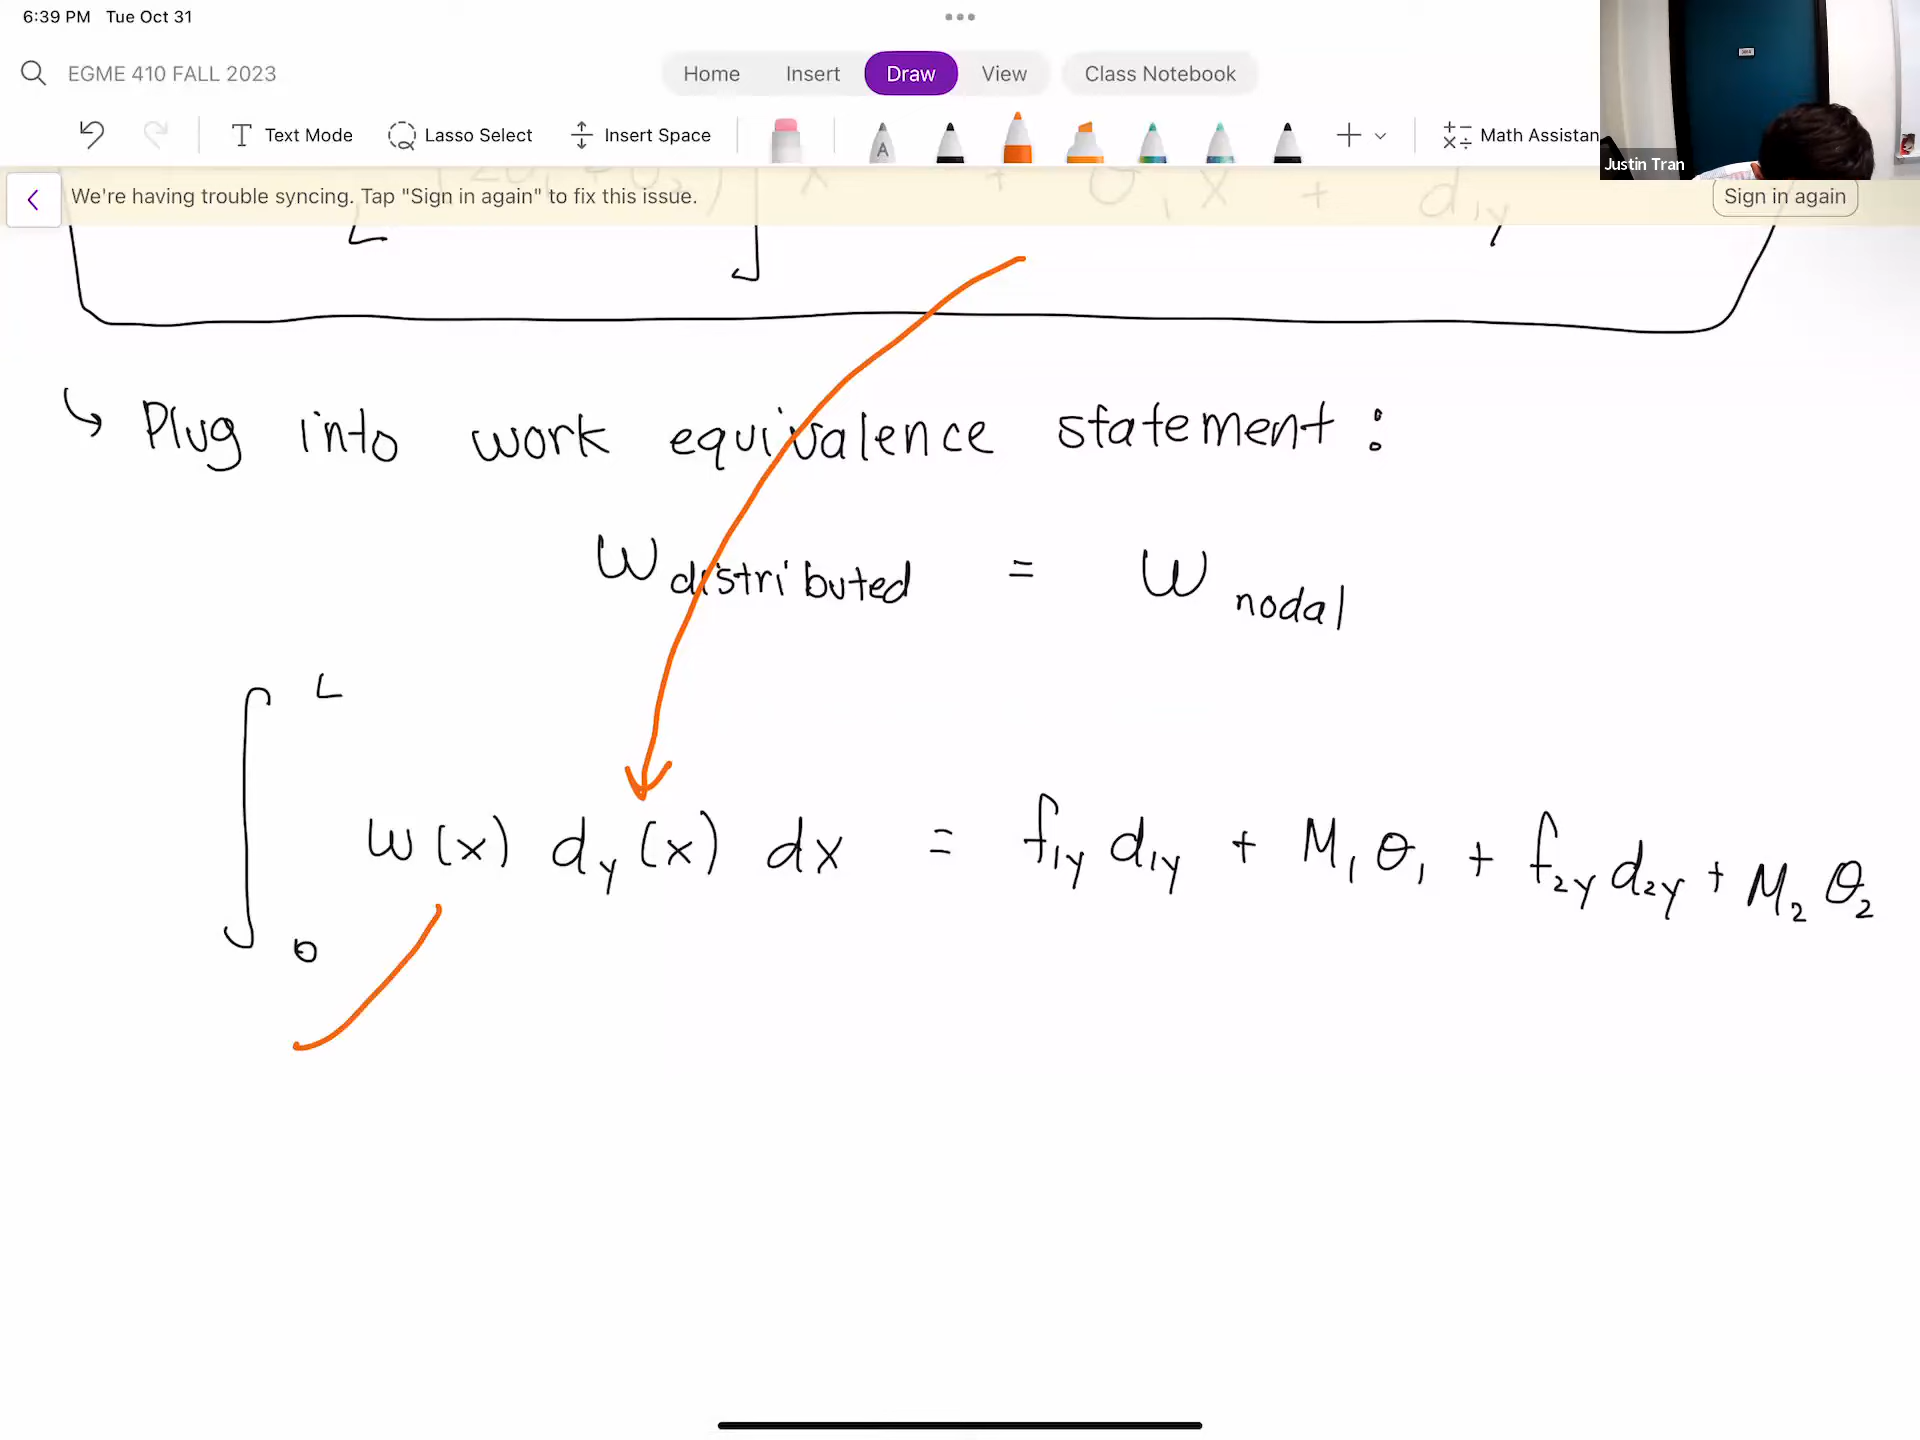 6:39 PM Tue Oct 31
EGME 410 FALL 2023
Home Insert Draw View Class Notebook
Text Mode Lasso Select Insert Space A Math Assistan
Justin Tran
We're having trouble syncing. Tap "Sign in again" to fix this issue.
Sign in again
L + θ₁ x + d₁y
↳ Plug into work equivalence statement :
W distributed = W nodal
∫₀ᴸ w(x) dy(x) dx = f₁y d₁y + M₁ θ₁ + f₂y d₂y + M₂ θ₂